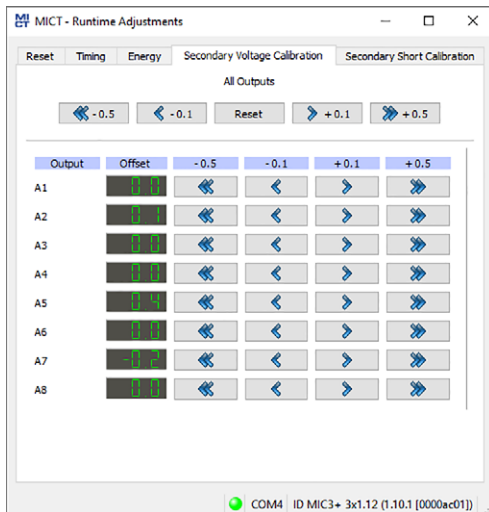 MICT MICT - Runtime Adjustments
Reset Timing Energy Secondary Voltage Calibration Secondary Short Calibration
All Outputs
- 0.5 - 0.1 Reset + 0.1 + 0.5
Output Offset - 0.5 - 0.1 + 0.1 + 0.5
A1 0.0
A2 0.1
A3 0.0
A4 0.0
A5 0.4
A6 0.0
A7 -0.2
A8 0.0
COM4 ID MIC3+ 3x1.12 (1.10.1 [0000ac01])